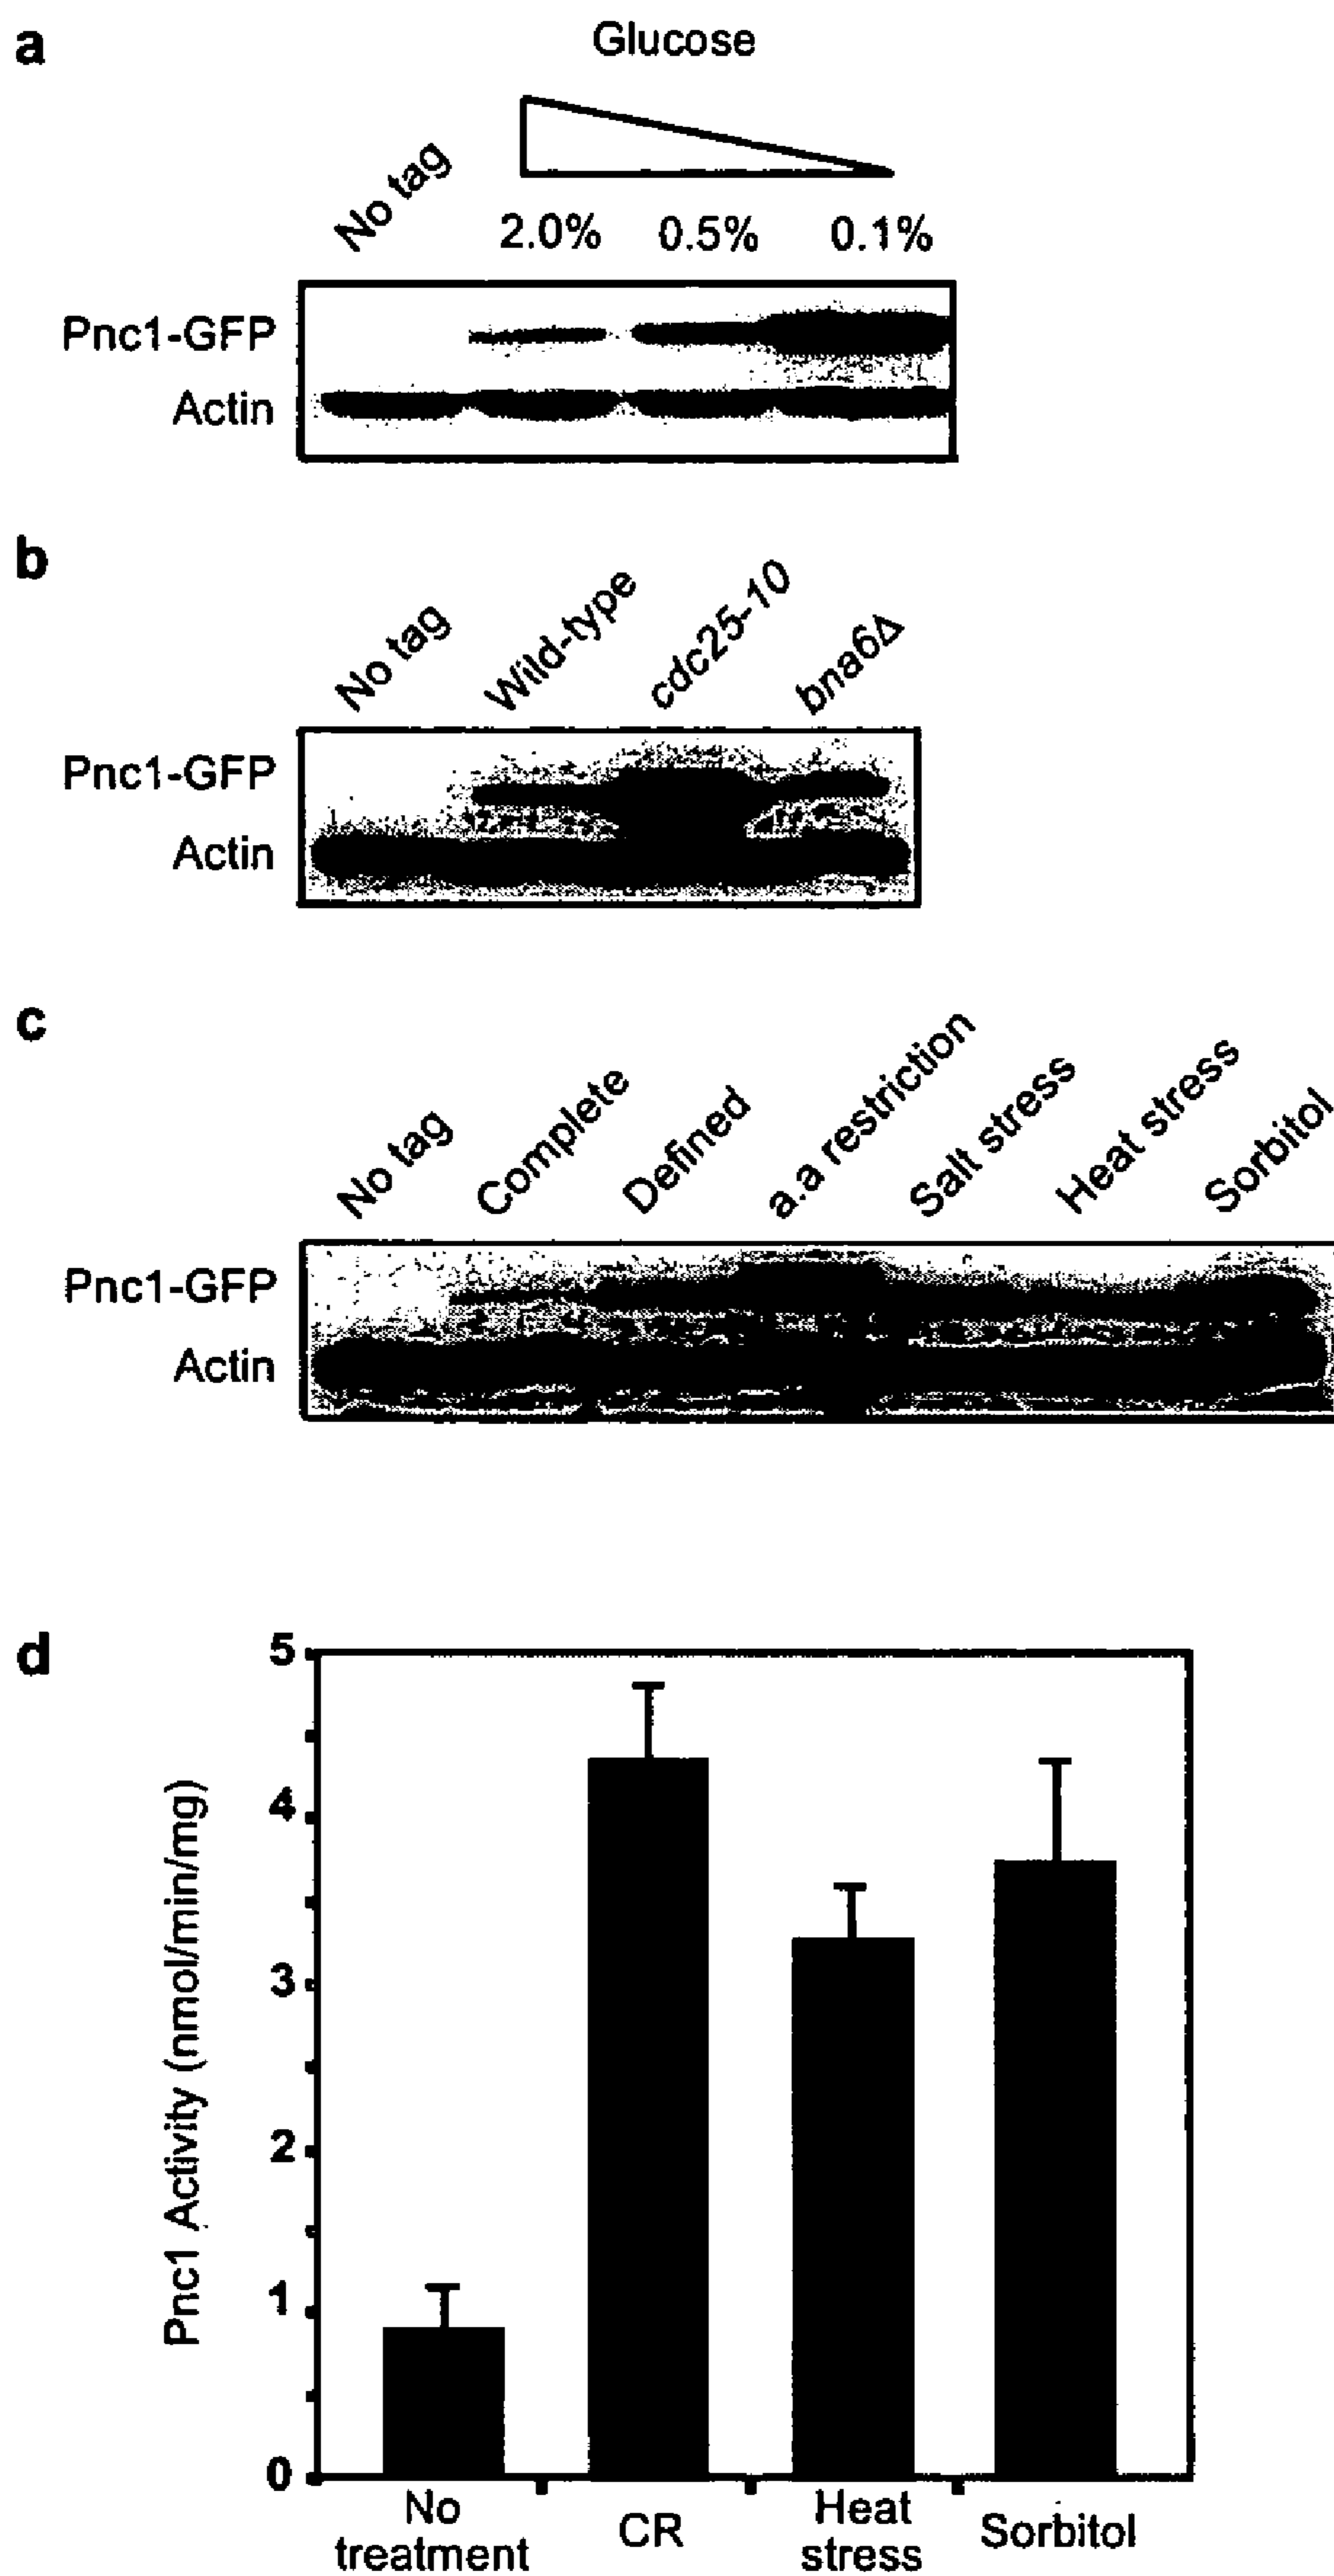 a
Glucose
No tag
2.0% 0.5% 0.1%
Pnc1-GFP
Actin
b
No tag Wild-type cdc25-10 bna6Δ
Pnc1-GFP
Actin
c
No tag Complete Defined a.a restriction Salt stress Heat stress Sorbitol
Pnc1-GFP
Actin
d
Pnc1 Activity (nmol/min/mg)
5
4
3
2
1
0
No treatment
CR
Heat stress
Sorbitol